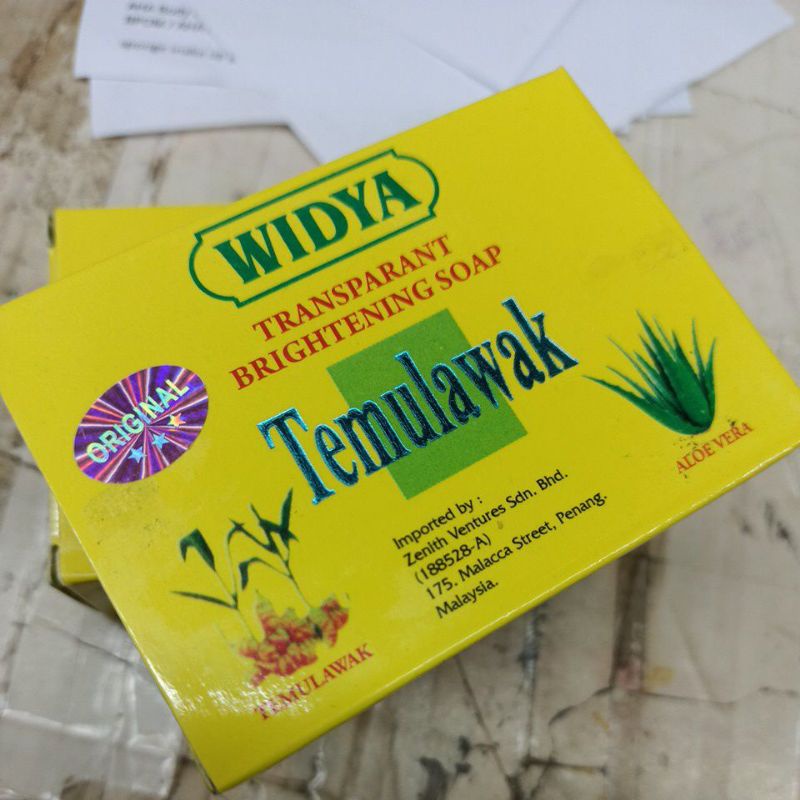 WIDYA
TRANSPARANT
BRIGHTENING SOAP
Temulawak
ORIGINAL
ALOE VERA
Imported by :
Zenith Ventures Sdn. Bhd.
(188528-A)
175. Malacca Street, Penang.
Malaysia.
TEMULAWAK